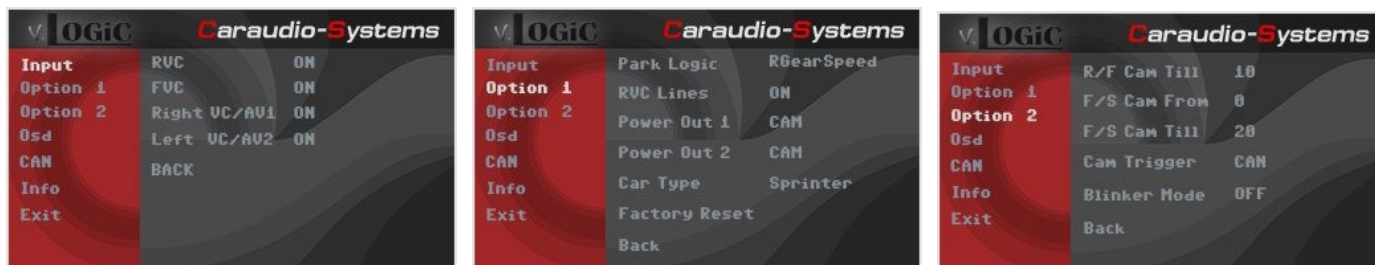 v.LOGiC Caraudio-Systems
Input RVC ON
Option 1 FVC ON
Option 2 Right VC/AV1 ON
Osd Left VC/AV2 ON
CAN BACK
Info
Exit
v.LOGiC Caraudio-Systems
Input Park Logic RGearSpeed
Option 1 RVC Lines ON
Option 2 Power Out 1 CAM
Osd Power Out 2 CAM
CAN Car Type Sprinter
Info Factory Reset
Exit Back
v.LOGiC Caraudio-Systems
Input R/F Cam Till 10
Option 1 F/S Cam From 0
Option 2 F/S Cam Till 20
Osd Cam Trigger CAN
CAN Blinker Mode OFF
Info Back
Exit